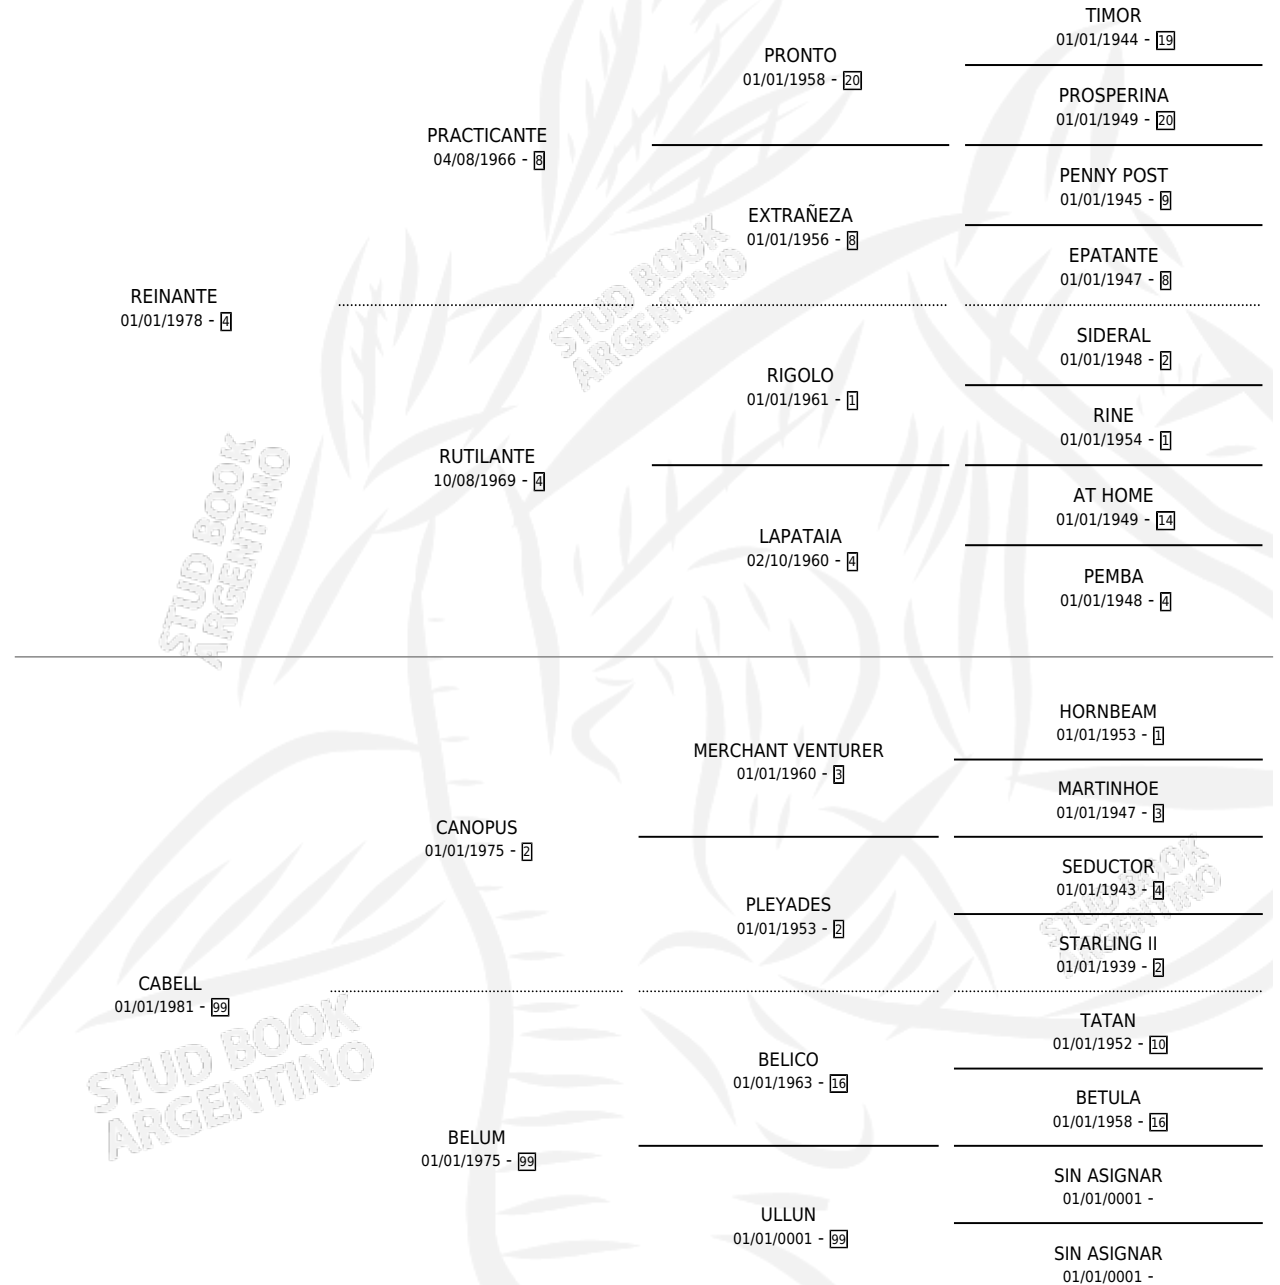 TIMOR
01/01/1944 - 19
PRONTO
01/01/1958 - 20
PROSPERINA
01/01/1949 - 20
PRACTICANTE
04/08/1966 - 8
PENNY POST
01/01/1945 - 9
EXTRAÑEZA
01/01/1956 - 8
EPATANTE
01/01/1947 - 8
REINANTE
01/01/1978 - 4
SIDERAL
01/01/1948 - 2
RIGOLO
01/01/1961 - 1
RINE
01/01/1954 - 1
RUTILANTE
10/08/1969 - 4
AT HOME
01/01/1949 - 14
LAPATAIA
02/10/1960 - 4
PEMBA
01/01/1948 - 4
HORNBEAM
01/01/1953 - 1
MERCHANT VENTURER
01/01/1960 - 3
MARTINHOE
01/01/1947 - 3
CANOPUS
01/01/1975 - 2
SEDUCTOR
01/01/1943 - 4
PLEYADES
01/01/1953 - 2
STARLING II
01/01/1939 - 2
CABELL
01/01/1981 - 99
TATAN
01/01/1952 - 10
BELICO
01/01/1963 - 16
BETULA
01/01/1958 - 16
BELUM
01/01/1975 - 99
SIN ASIGNAR
01/01/0001 -
ULLUN
01/01/0001 - 99
SIN ASIGNAR
01/01/0001 -
STUD BOOK
ARGENTINO
STUD BOOK
ARGENTINO
STUD BOOK
ARGENTINO
STUD BOOK
ARGENTINO